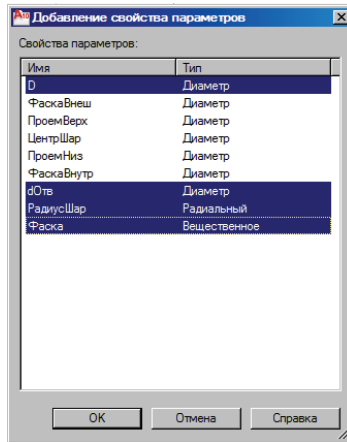 Добавление свойства параметров
Свойства параметров:
Имя Тип
D Диаметр
ФаскаВнеш Диаметр
ПроемВерх Диаметр
ЦентрШар Диаметр
ПроемНиз Диаметр
ФаскаВнутр Диаметр
dОтв Диаметр
РадиусШар Радиальный
Фаска Вещественное
OK Отмена Справка